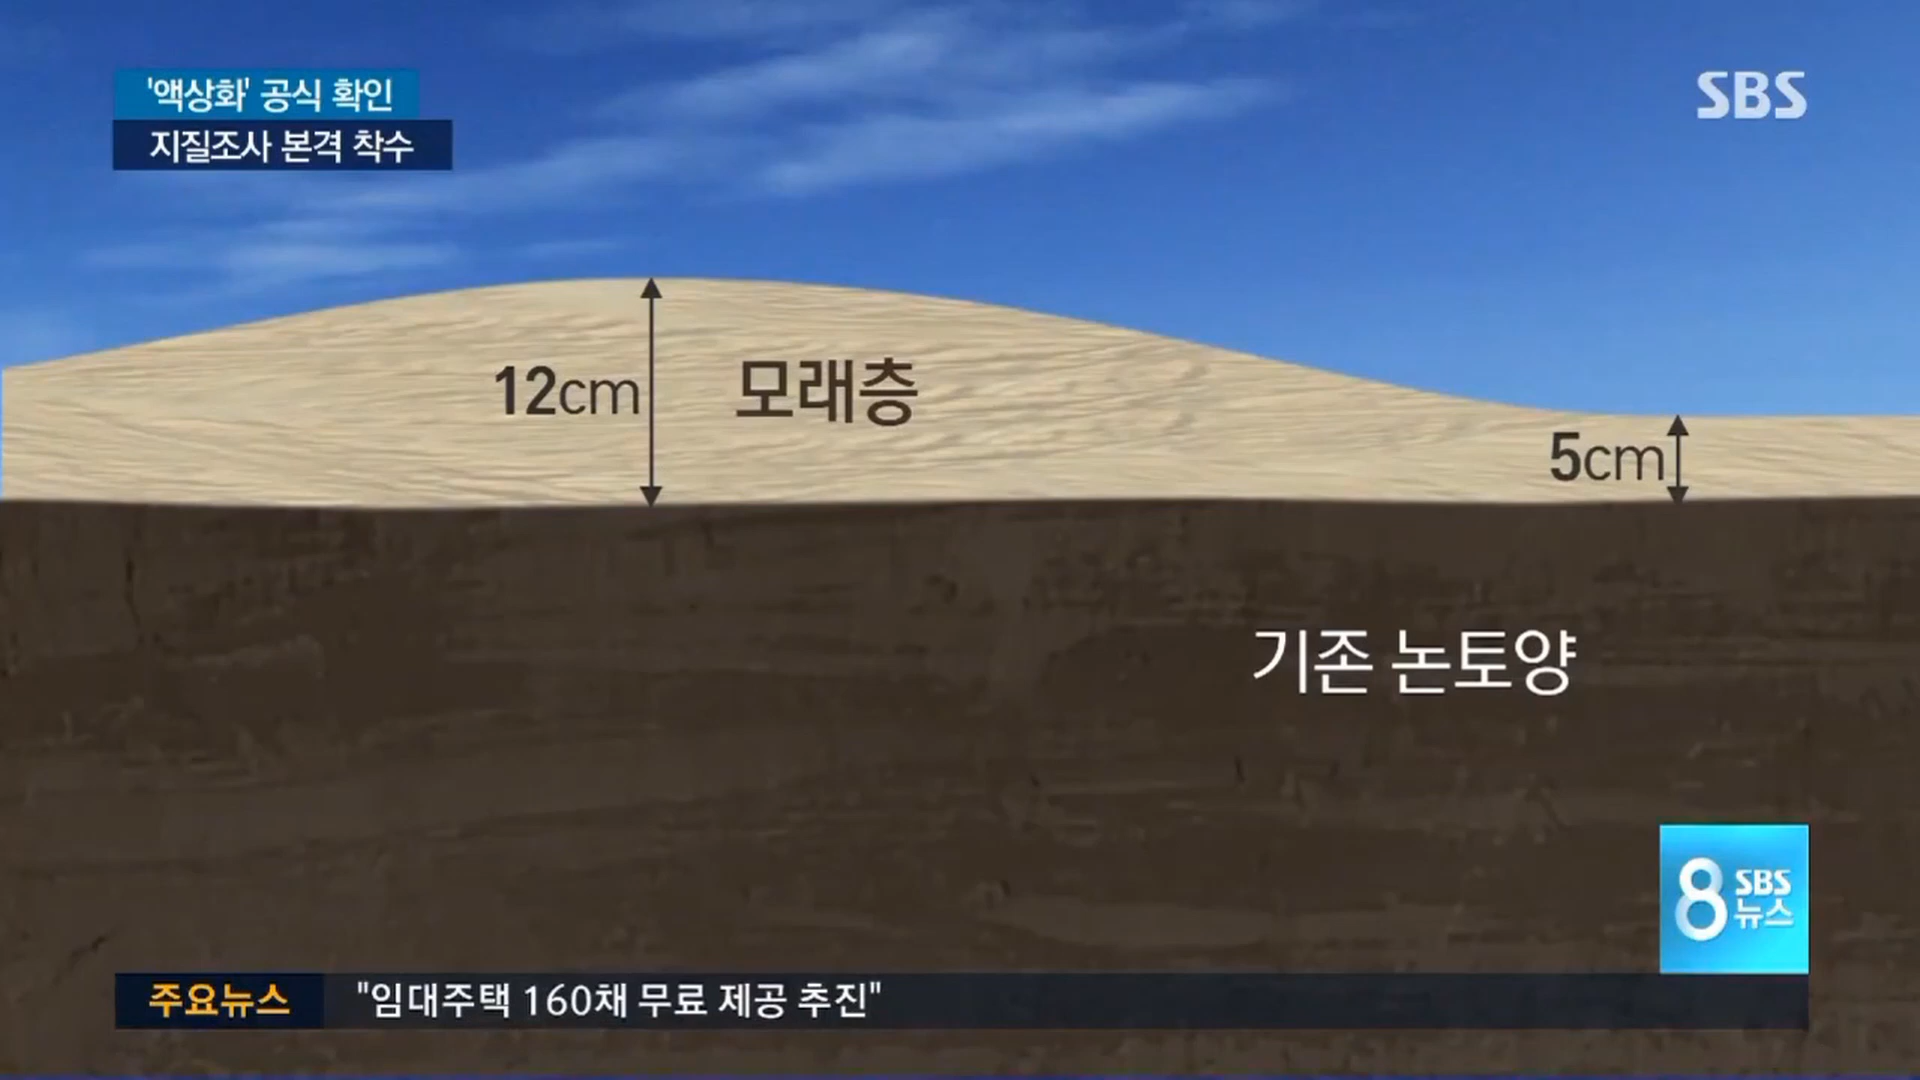 '액상화' 공식 확인
지질조사 본격 착수
SBS
12cm
모래층
5cm
기존 논토양
8 SBS
뉴스
주요뉴스 "임대주택 160채 무료 제공 추진"